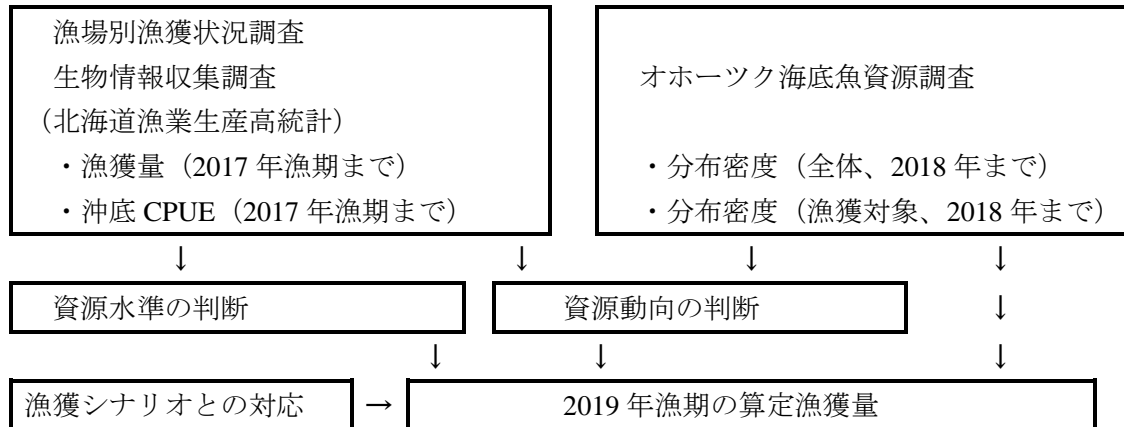 漁場別漁獲状況調査
生物情報収集調査
(北海道漁業生産高統計)
・漁獲量(2017 年漁期まで)
・沖底 CPUE(2017 年漁期まで)
オホーツク海底魚資源調査
・分布密度(全体、2018 年まで)
・分布密度(漁獲対象、2018 年まで)
↓ ↓ ↓ ↓
資源水準の判断
資源動向の判断
↓
↓ ↓ ↓
漁獲シナリオとの対応
→
2019 年漁期の算定漁獲量